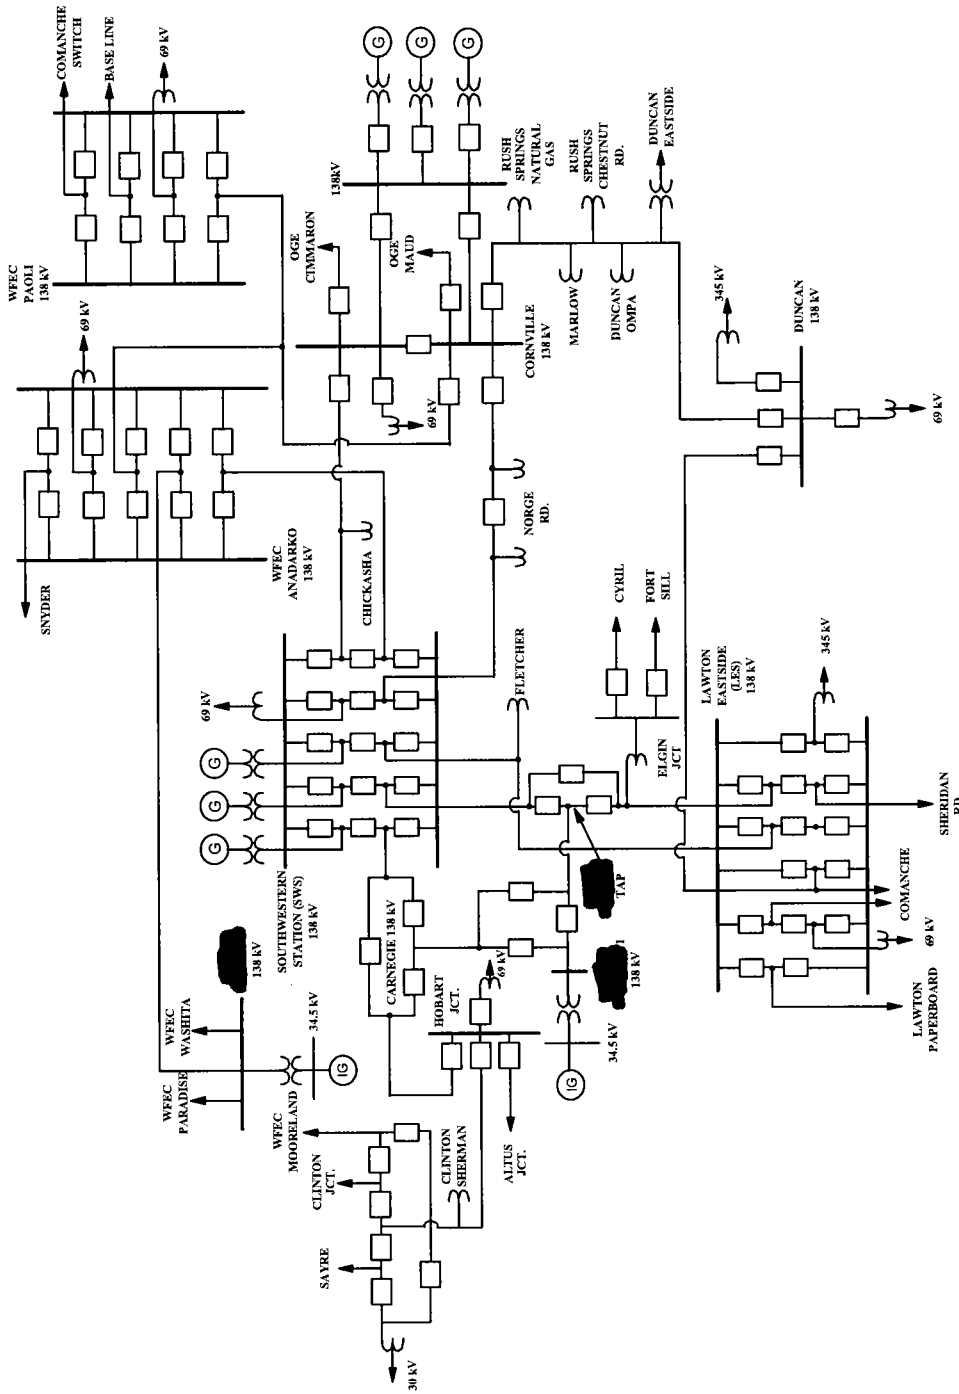 COMANCHE
SWITCH
BASE LINE
69 kV
WFEC
PAOLI
138 kV
69 kV
SNYDER
WFEC
ANADARKO
138 kV
OGE
CIMMARON
138kV
OGE
MAUD
G
G
G
RUSH
SPRINGS
NATURAL
GAS
RUSH
SPRINGS
CHESTNUT
RD.
DUNCAN
EASTSIDE
CORNVILLE
138 kV
MARLOW
DUNCAN
OMPA
345 kV
DUNCAN
138 kV
69 kV
69 kV
NORGE
RD.
CHICKASHA
69 kV
G
G
G
SOUTHWESTERN
STATION (SWS)
138 kV
FLETCHER
CYRIL
FORT
SILL
ELGIN
JCT
LAWTON
EASTSIDE
(LES)
138 kV
345 kV
SHERIDAN
RD.
COMANCHE
69 kV
LAWTON
PAPERBOARD
TAP
138 kV
34.5 kV
IG
CARNEGIE 138 kV
HOBART
JCT.
69 kV
ALTUS
JCT.
138 kV
WFEC
WASHITA
WFEC
PARADISE
34.5 kV
IG
WFEC
MOORELAND
CLINTON
JCT.
SAYRE
CLINTON
SHERMAN
30 kV